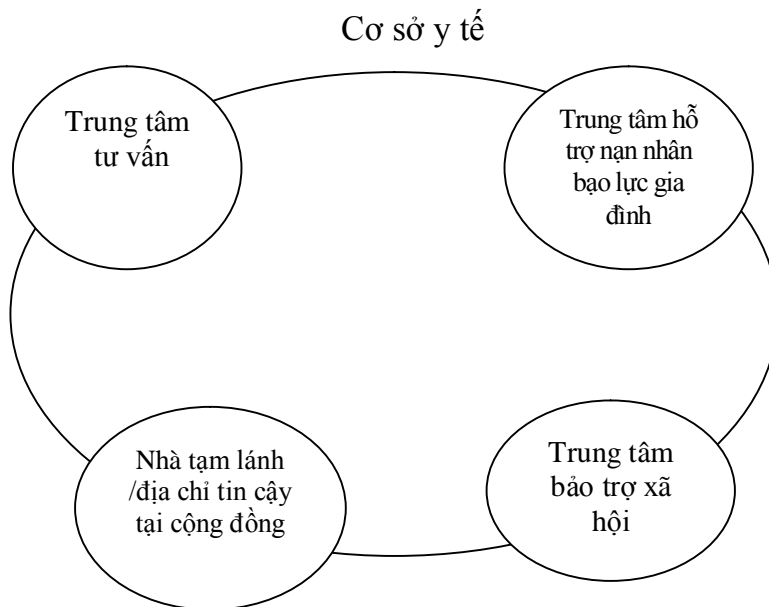 Cơ sở y tế
Trung tâm
tư vấn
Trung tâm hỗ
trợ nạn nhân
bạo lực gia
đình
Nhà tạm lánh
/địa chỉ tin cậy
tại cộng đồng
Trung tâm
bảo trợ xã
hội